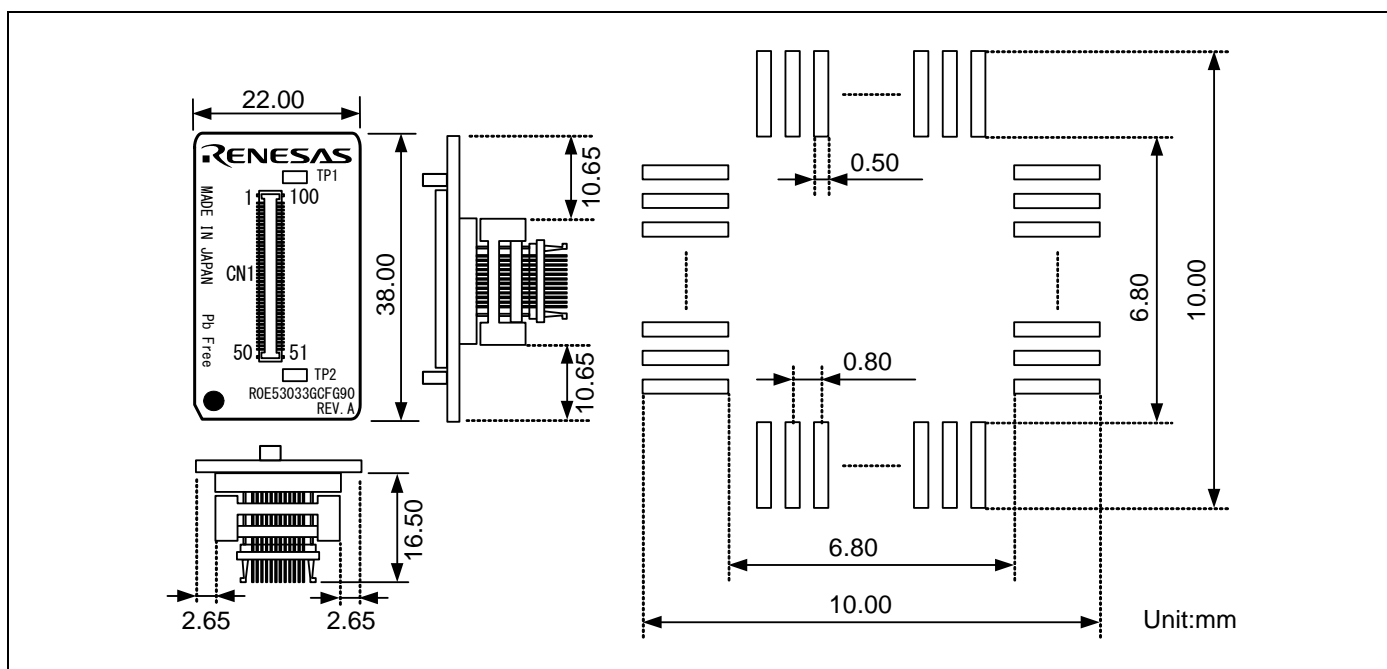 22.00
RENESAS
TP1
1 100
MADE IN JAPAN
CN1
Pb Free
50 51
TP2
R0E53033GCFG90
REV. A
38.00
10.65
10.65
16.50
2.65 2.65
0.50
6.80
10.00
0.80
6.80
10.00
Unit:mm